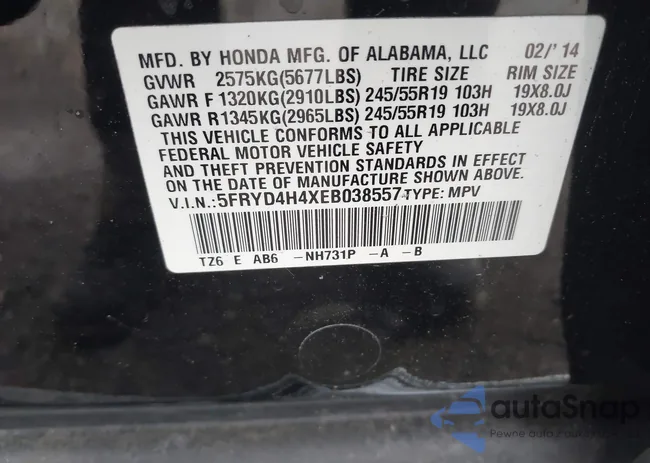 MFD. BY HONDA MFG. OF ALABAMA, LLC 02/'14
GVWR 2575KG(5677LBS) TIRE SIZE RIM SIZE
GAWR F 1320KG(2910LBS) 245/55R19 103H 19X8.0J
GAWR R1345KG(2965LBS) 245/55R19 103H 19X8.0J
THIS VEHICLE CONFORMS TO ALL APPLICABLE
FEDERAL MOTOR VEHICLE SAFETY
AND THEFT PREVENTION STANDARDS IN EFFECT
ON THE DATE OF MANUFACTURE SHOWN ABOVE.
V.I.N.:5FRYD4H4XEB038557 TYPE: MPV
TZ6 E AB6 -NH731P -A -B
autoSnap
Pewne auto z